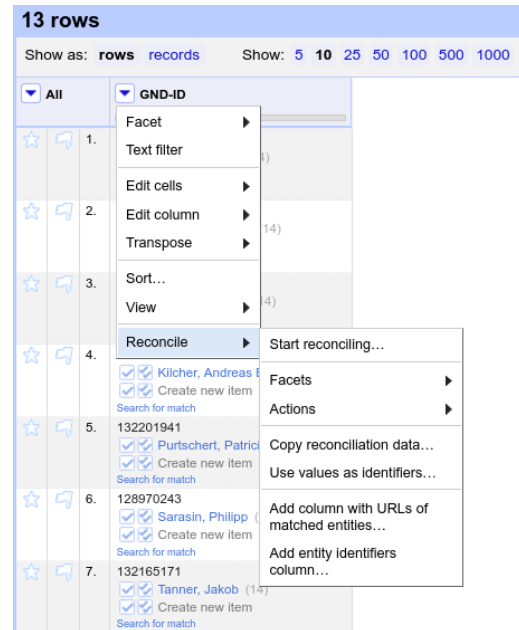 13 rows
Show as: rows records Show: 5 10 25 50 100 500 1000
All GND-ID
Facet
1.
Text filter
4)
Edit cells
2.
Edit column
(14)
Transpose
Sort…
3.
View
14)
Reconcile
Start reconciling…
4.
Kilcher, Andreas
Facets
Create new item
Actions
Search for match
5. 132201941
Copy reconciliation data…
Purtschert, Patrici
Create new item
Use values as identifiers…
Search for match
6. 128970243
Add column with URLs of
Sarasin, Philipp (
matched entities…
Create new item
Add entity identifiers
Search for match
column…
7. 132165171
Tanner, Jakob (14)
Create new item
Search for match